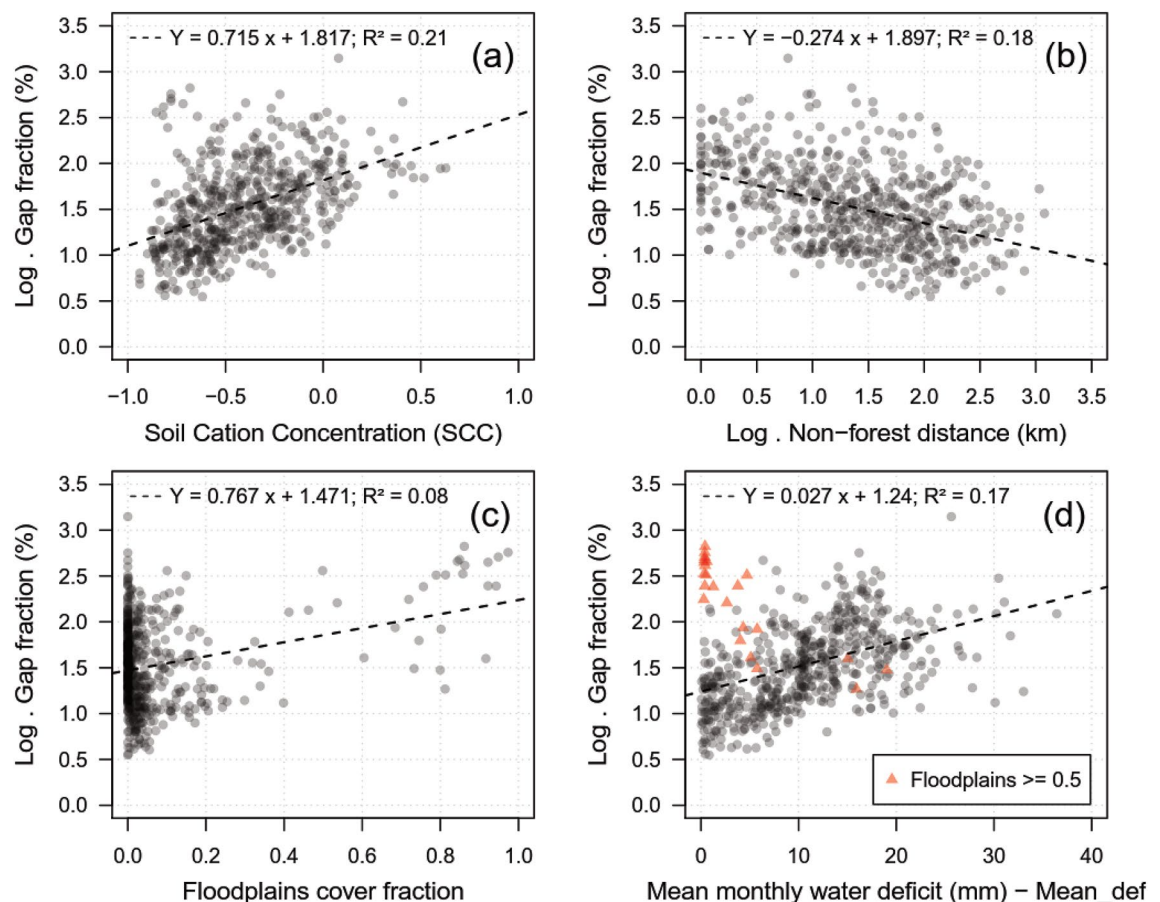 Y = 0.715 x + 1.817; R² = 0.21
(a)
3.5
3.0
2.5
2.0
1.5
1.0
0.5
0.0
Log . Gap fraction (%)
−1.0 −0.5 0.0 0.5 1.0
Soil Cation Concentration (SCC)
Y = −0.274 x + 1.897; R² = 0.18
(b)
3.5
3.0
2.5
2.0
1.5
1.0
0.5
0.0
Log . Gap fraction (%)
0.0 0.5 1.0 1.5 2.0 2.5 3.0 3.5
Log . Non−forest distance (km)
Y = 0.767 x + 1.471; R² = 0.08
(c)
3.5
3.0
2.5
2.0
1.5
1.0
0.5
0.0
Log . Gap fraction (%)
0.0 0.2 0.4 0.6 0.8 1.0
Floodplains cover fraction
Y = 0.027 x + 1.24; R² = 0.17
(d)
3.5
3.0
2.5
2.0
1.5
1.0
0.5
0.0
Log . Gap fraction (%)
Floodplains >= 0.5
0 10 20 30 40
Mean monthly water deficit (mm) − Mean_def